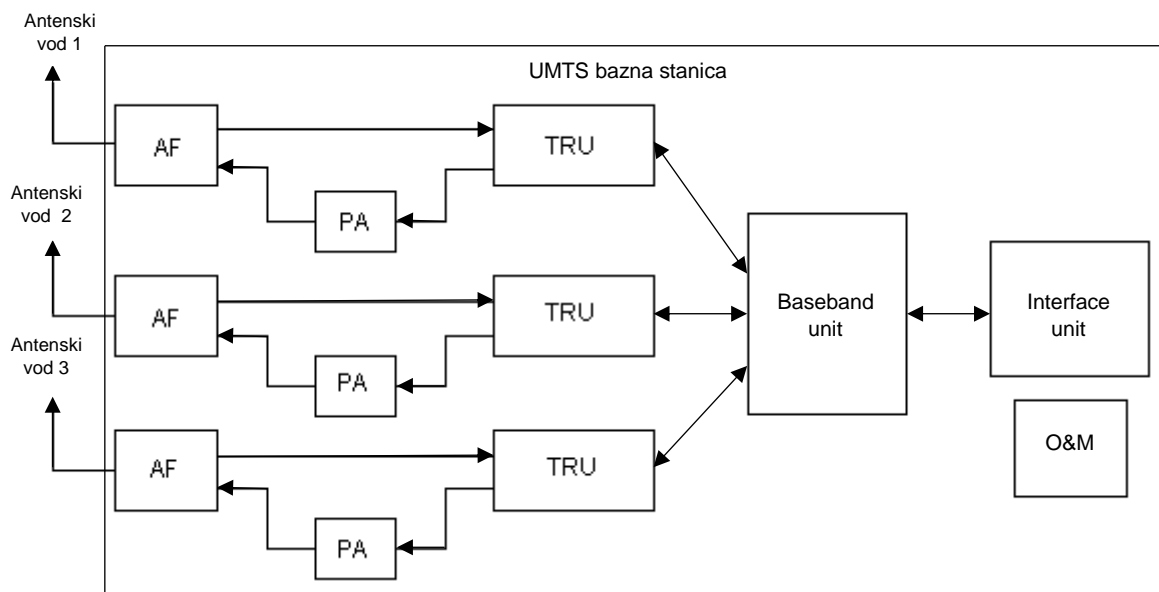 Antenski
vod 1
UMTS bazna stanica
AF
TRU
PA
Antenski
vod 2
AF
TRU
PA
Baseband
unit
Interface
unit
Antenski
vod 3
AF
TRU
PA
O&M